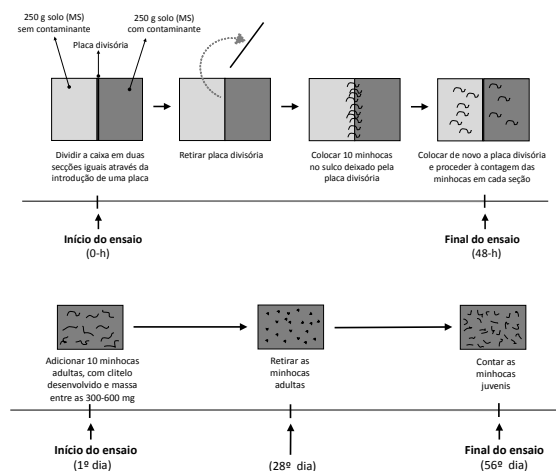 250 g solo (MS)
sem contaminante
250 g solo (MS)
com contaminante
Placa divisória
Dividir a caixa em duas
secções iguais através da
introdução de uma placa
Retirar placa divisória
Colocar 10 minhocas
no sulco deixado pela
placa divisória
Colocar de novo a placa divisória
e proceder à contagem das
minhocas em cada seção
Início do ensaio
(0-h)
Final do ensaio
(48-h)
Adicionar 10 minhocas
adultas, com clitelo
desenvolvido e massa
entre as 300-600 mg
Retirar as
minhocas
adultas
Contar as
minhocas
juvenis
Início do ensaio
(1º dia)
(28º dia)
Final do ensaio
(56º dia)